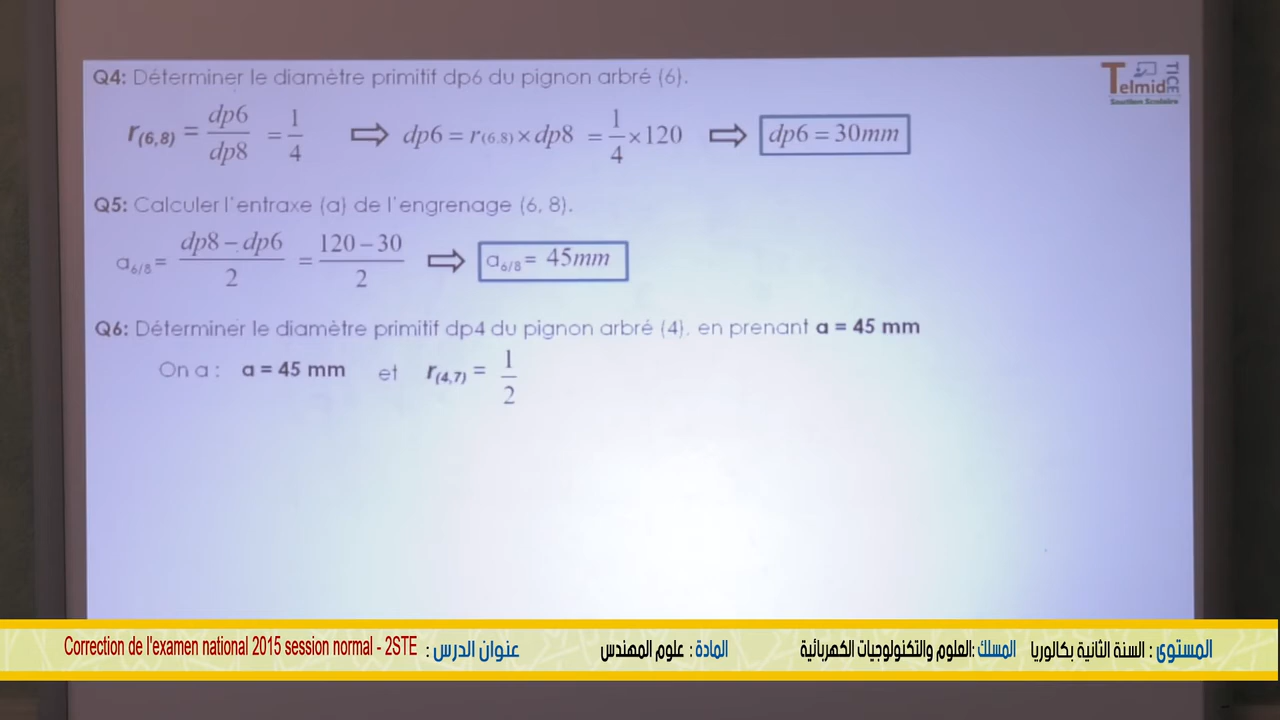 Q4: Déterminer le diamètre primitif dp6 du pignon arbré (6).
r(6,8) = dp6/dp8 = 1/4 ⇨ dp6 = r(6,8) × dp8 = 1/4 × 120 ⇨ dp6 = 30mm
Q5: Calculer l'entraxe (a) de l'engrenage (6, 8).
a6/8 = (dp8 – dp6)/2 = (120 – 30)/2 ⇨ a6/8 = 45mm
Q6: Déterminer le diamètre primitif dp4 du pignon arbré (4), en prenant a = 45 mm
On a : a = 45 mm et r(4,7) = 1/2
Telmid TICE
Soutien Scolaire
المستوى : السنة الثانية بكالوريا المسلك :العلوم والتكنولوجيات الكهربائية المادة : علوم المهندس عنوان الدرس : Correction de l'examen national 2015 session normal - 2STE